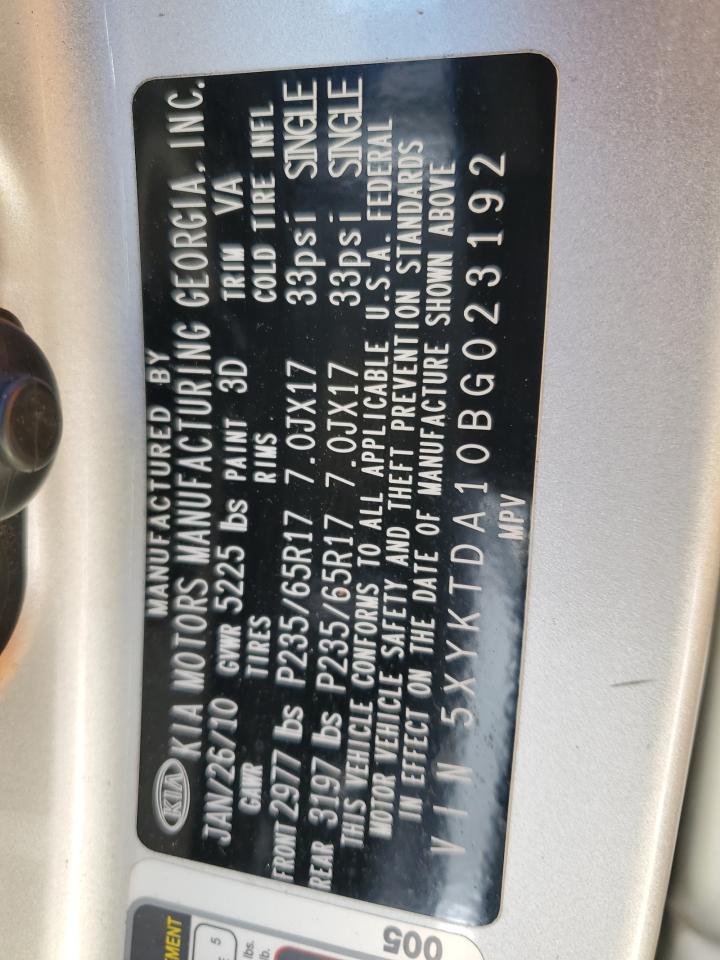 KIA
MANUFACTURED BY
KIA MOTORS MANUFACTURING GEORGIA, INC.
JAN/26/10 GVWR 5225 lbs PAINT 3D TRIM VA
GAWR TIRES RIMS COLD TIRE INFL
FRONT 2977 lbs P235/65R17 7.0JX17 33psi SINGLE
REAR 3197 lbs P235/65R17 7.0JX17 33psi SINGLE
THIS VEHICLE CONFORMS TO ALL APPLICABLE U.S.A. FEDERAL
MOTOR VEHICLE SAFETY AND THEFT PREVENTION STANDARDS
IN EFFECT ON THE DATE OF MANUFACTURE SHOWN ABOVE
VIN 5XYKTDA10BG023192
MPV
5
lbs.
005